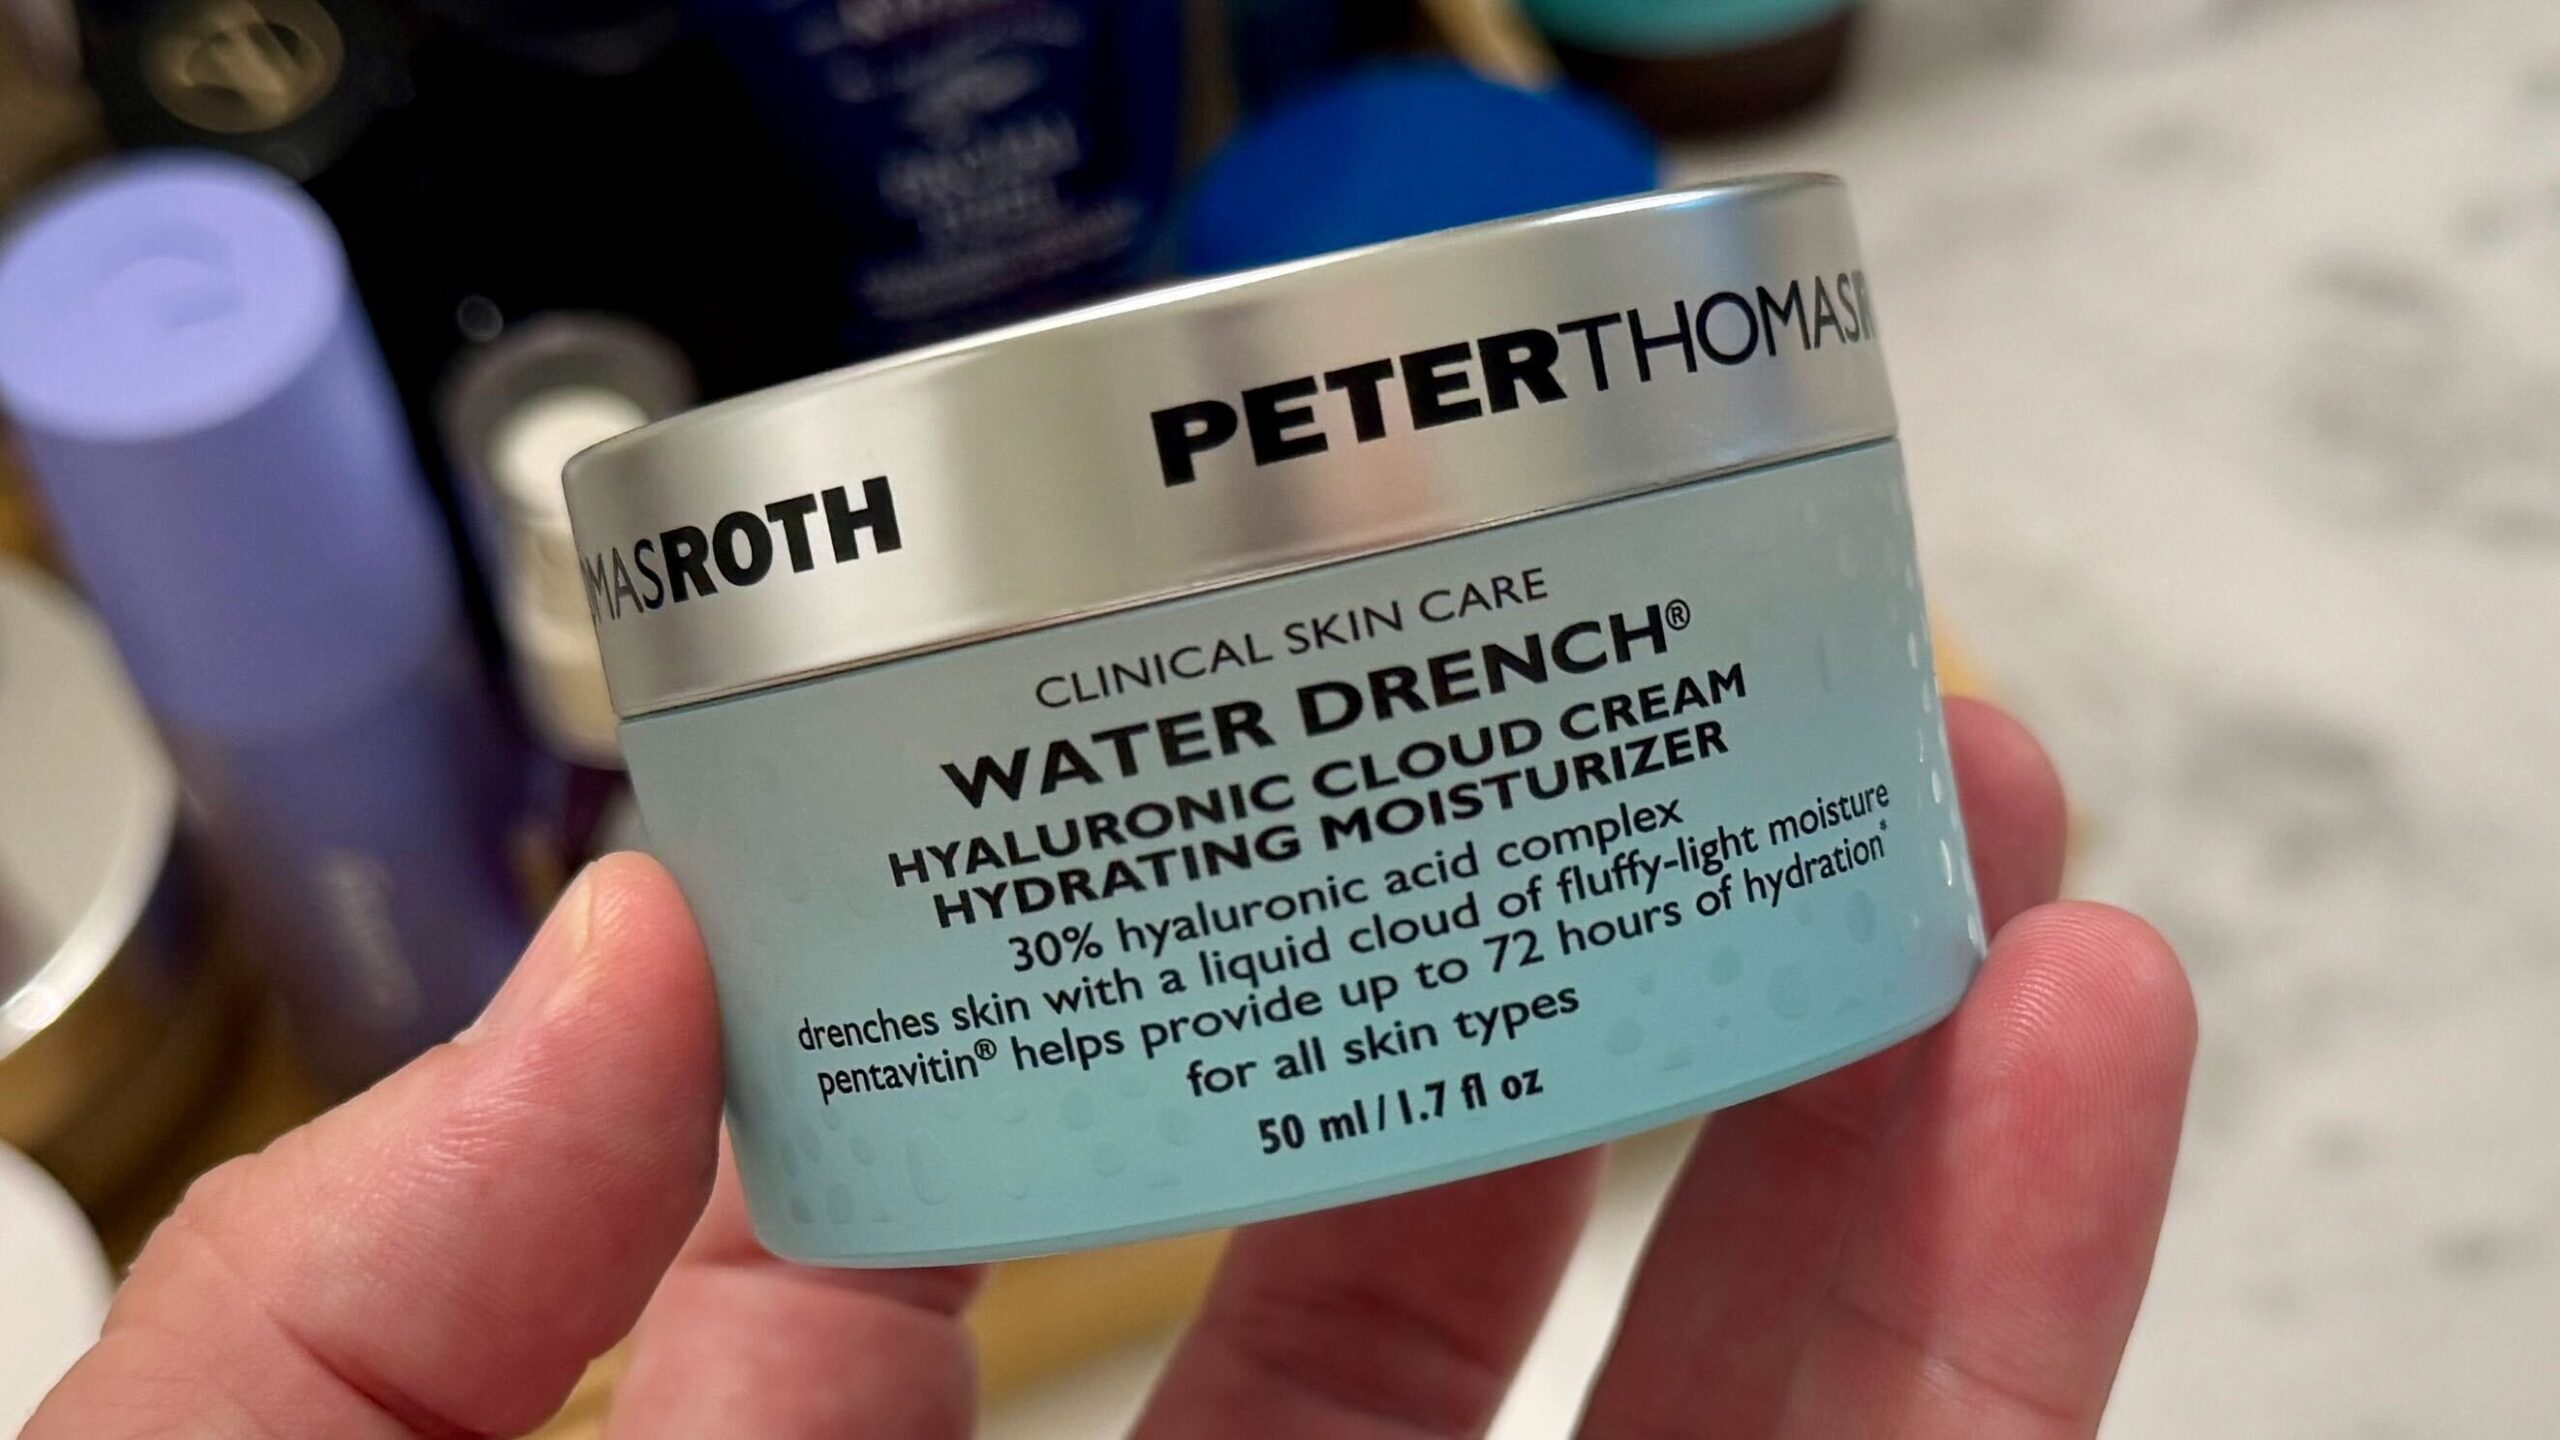 MASROTH
PETERTHOMAS
CLINICAL SKIN CARE
WATER DRENCH®
HYALURONIC CLOUD CREAM
HYDRATING MOISTURIZER
30% hyaluronic acid complex
drenches skin with a liquid cloud of fluffy-light moisture
pentavitin® helps provide up to 72 hours of hydration*
for all skin types
50 ml / 1.7 fl oz